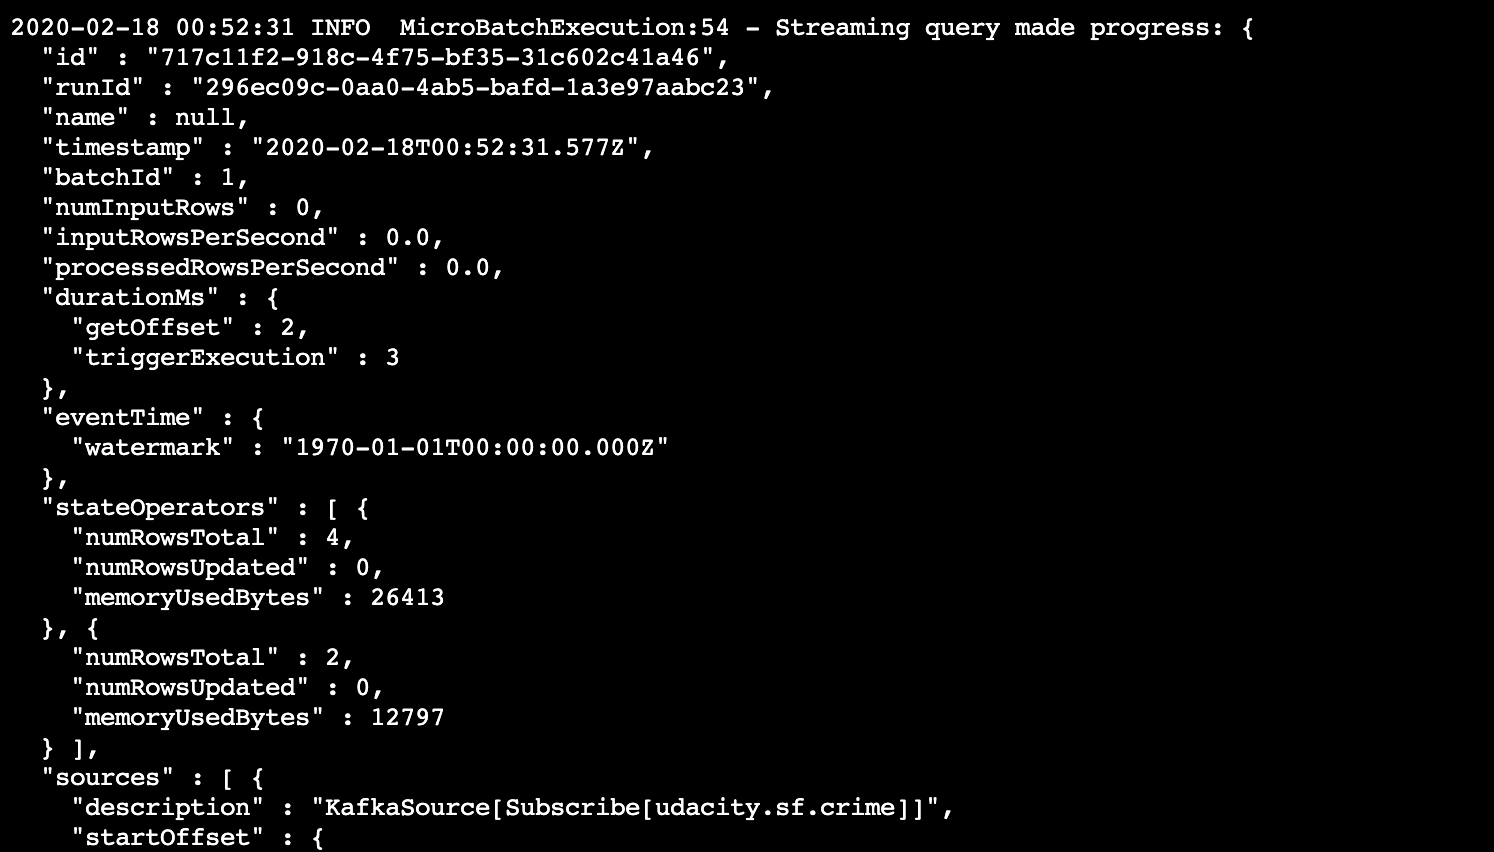 2020-02-18 00:52:31 INFO  MicroBatchExecution:54 - Streaming query made progress: {
  "id" : "717c11f2-918c-4f75-bf35-31c602c41a46",
  "runId" : "296ec09c-0aa0-4ab5-bafd-1a3e97aabc23",
  "name" : null,
  "timestamp" : "2020-02-18T00:52:31.577Z",
  "batchId" : 1,
  "numInputRows" : 0,
  "inputRowsPerSecond" : 0.0,
  "processedRowsPerSecond" : 0.0,
  "durationMs" : {
    "getOffset" : 2,
    "triggerExecution" : 3
  },
  "eventTime" : {
    "watermark" : "1970-01-01T00:00:00.000Z"
  },
  "stateOperators" : [ {
    "numRowsTotal" : 4,
    "numRowsUpdated" : 0,
    "memoryUsedBytes" : 26413
  }, {
    "numRowsTotal" : 2,
    "numRowsUpdated" : 0,
    "memoryUsedBytes" : 12797
  } ],
  "sources" : [ {
    "description" : "KafkaSource[Subscribe[udacity.sf.crime]]",
    "startOffset" : {